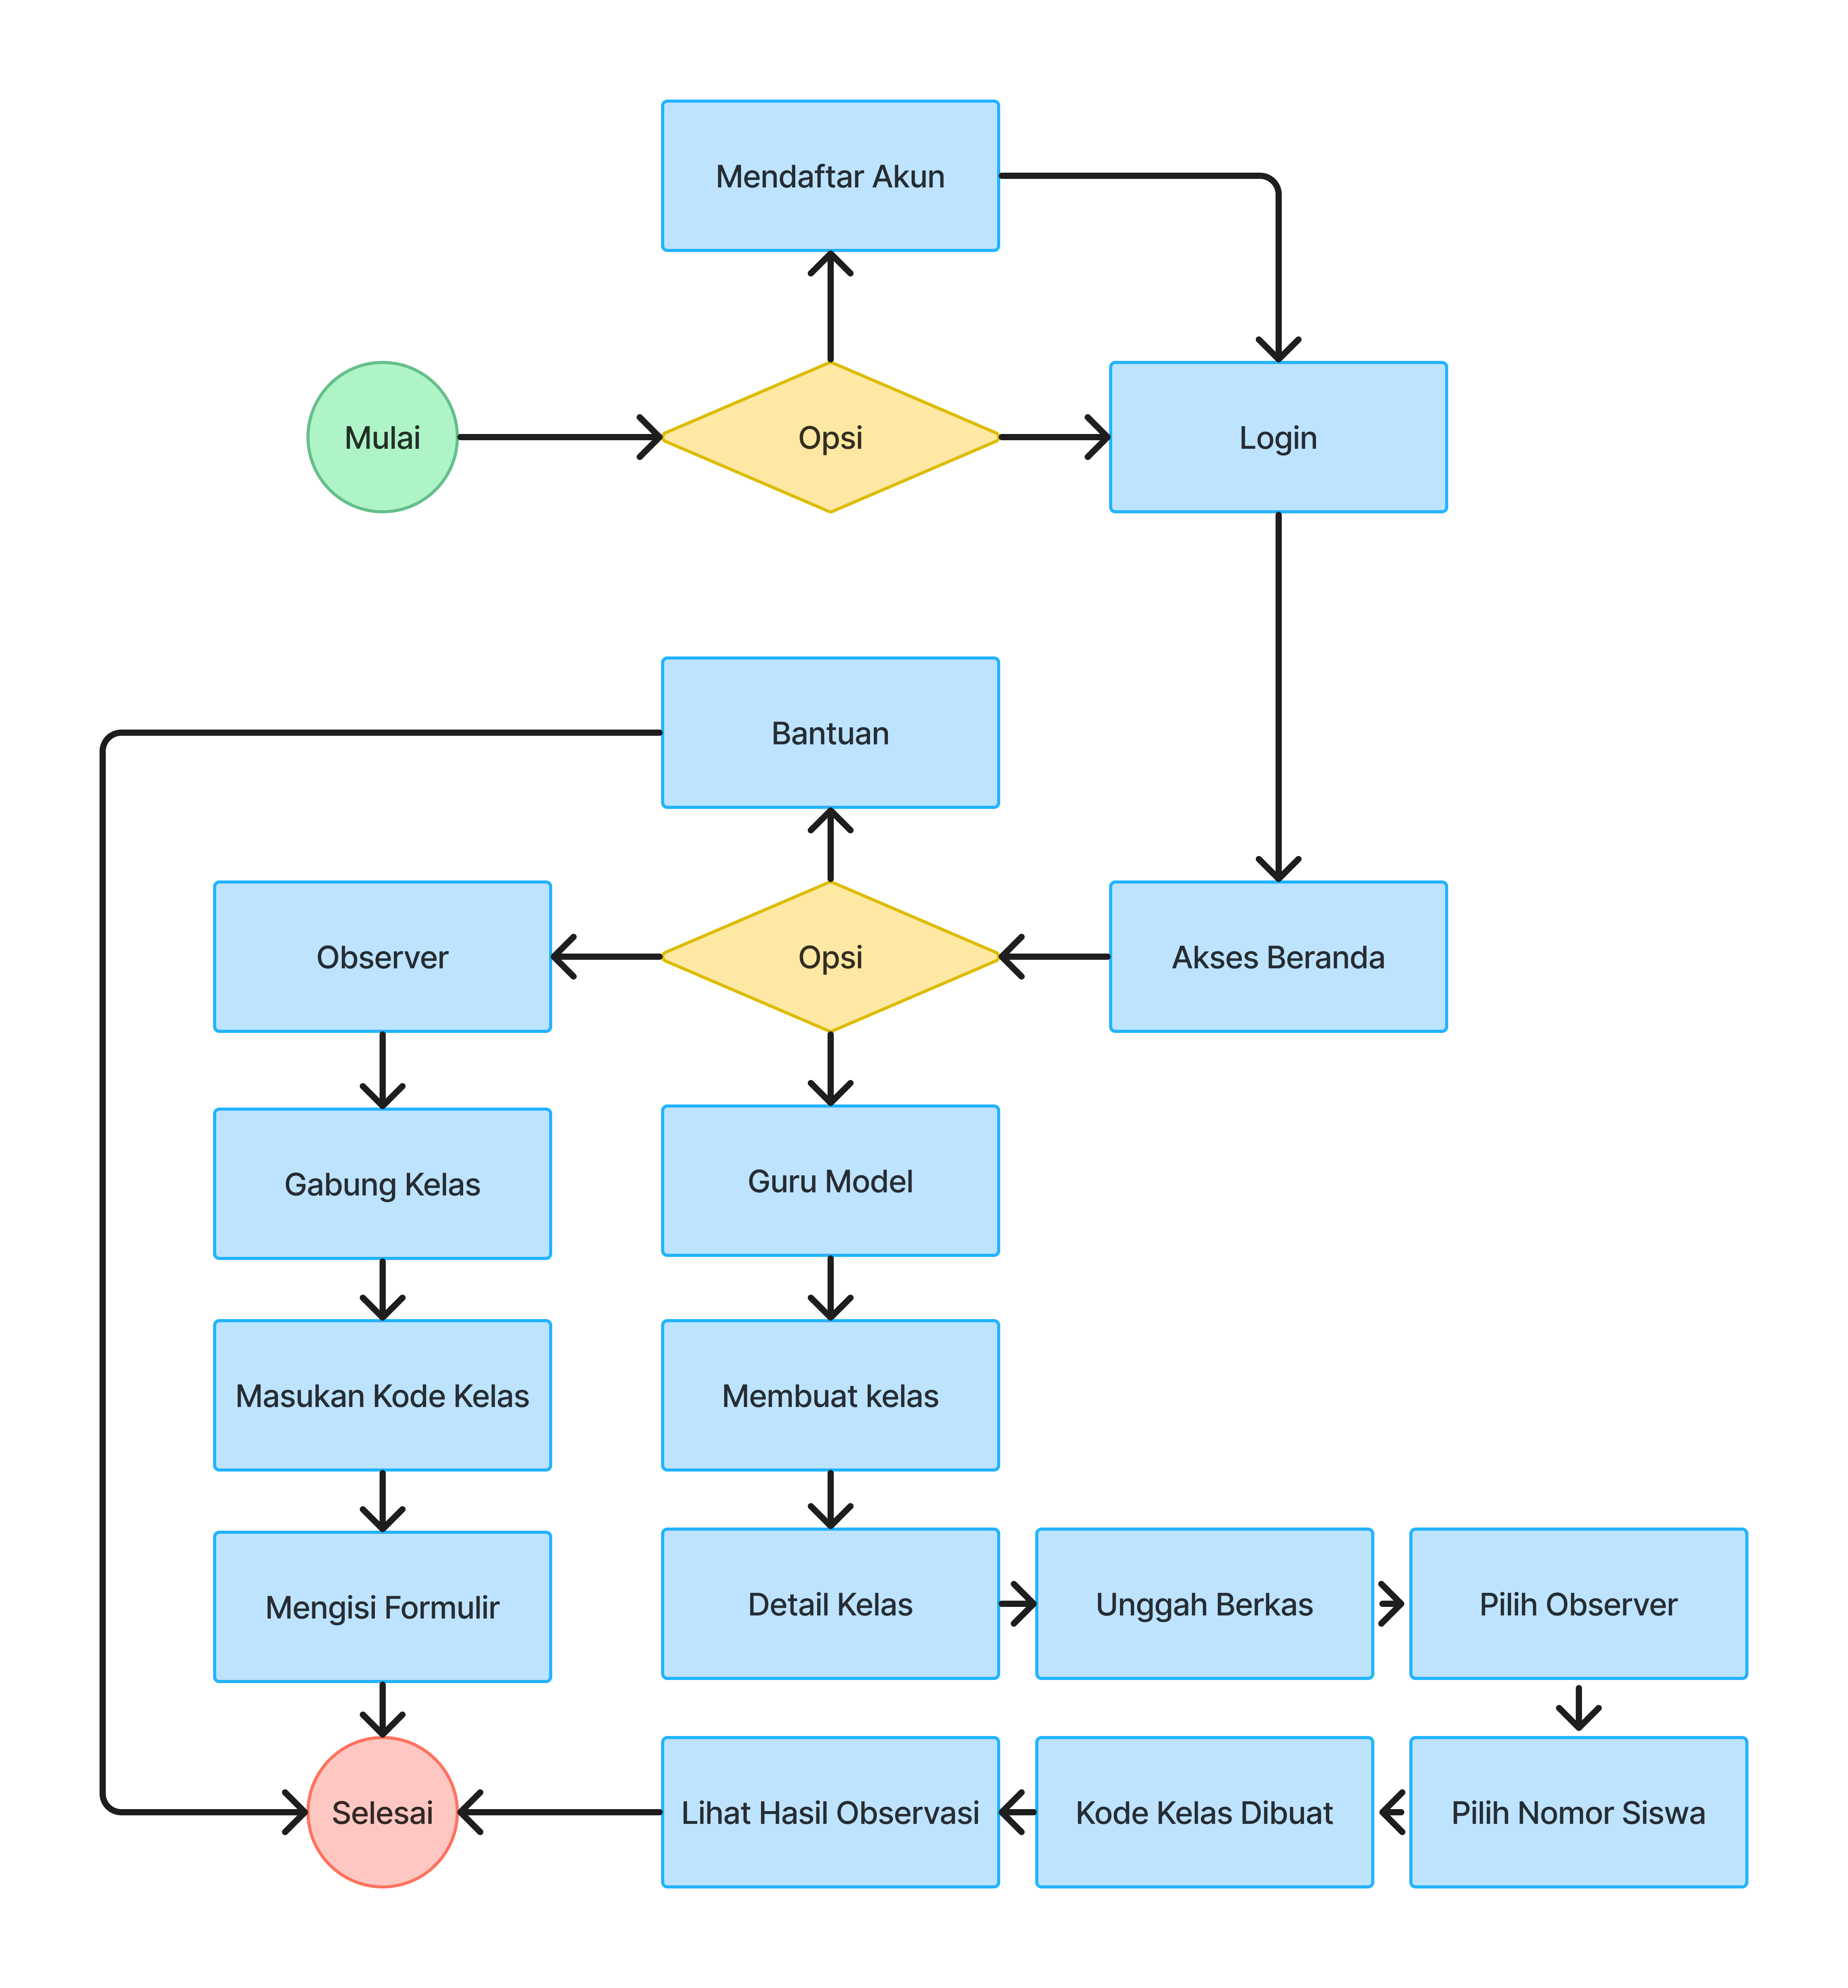 Mendaftar Akun
Mulai
Opsi
Login
Bantuan
Observer
Opsi
Akses Beranda
Gabung Kelas
Guru Model
Masukan Kode Kelas
Membuat kelas
Mengisi Formulir
Detail Kelas
Unggah Berkas
Pilih Observer
Selesai
Lihat Hasil Observasi
Kode Kelas Dibuat
Pilih Nomor Siswa